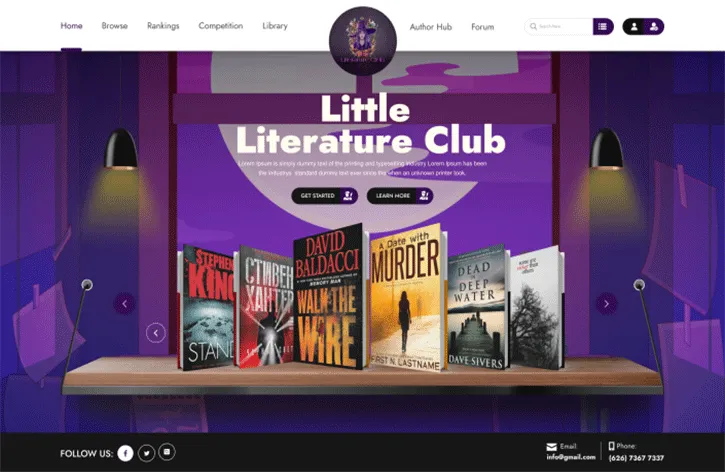 Home
Browse
Rankings
Competition
Library
Author Hub
Forum
Little
Literature Club
Lorem Ipsum is simply dummy text of the printing and typesetting industry Lorem Ipsum has been
the industrys standard dummy text ever since the when an unknown printer took.
GET STARTED
LEARN MORE
STEPHEN
KING
STAND
СТИВЕН
ХАНТЕР
DAVID
BALDACCI
MEMORY MAN
WALK THE
WIRE
A Date with
MURDER
FIRST N. LASTNAME
DEAD
IN
DEEP
WATER
DAVE SIVERS
FOLLOW US:
Email:
info@gmail.com
Phone:
(626) 7367 7337